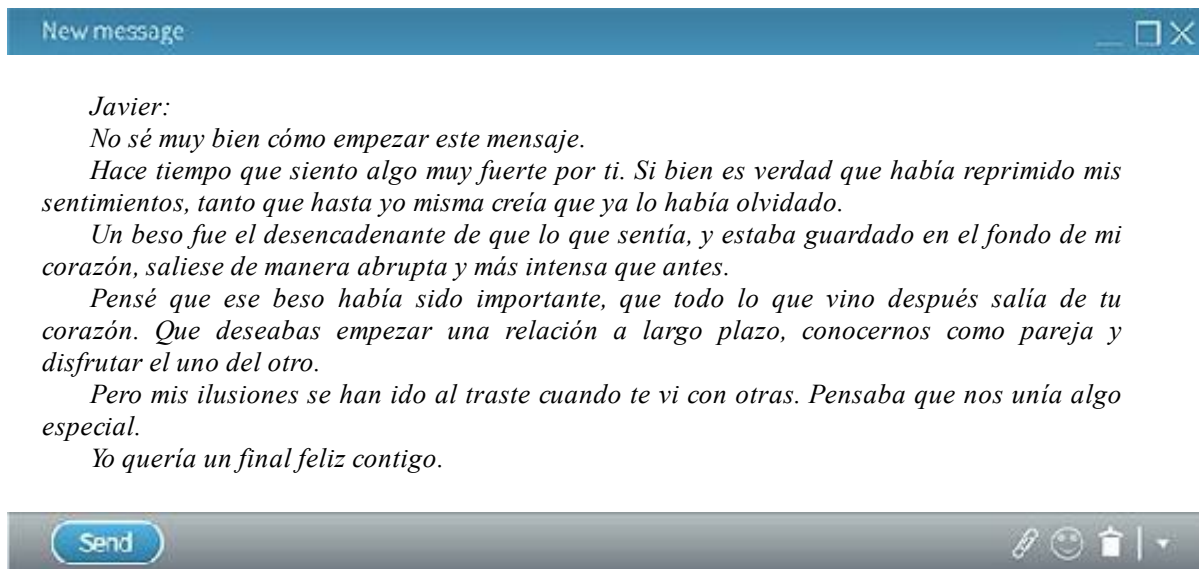 New message
Javier:
No sé muy bien cómo empezar este mensaje.
Hace tiempo que siento algo muy fuerte por ti. Si bien es verdad que había reprimido mis
sentimientos, tanto que hasta yo misma creía que ya lo había olvidado.
Un beso fue el desencadenante de que lo que sentía, y estaba guardado en el fondo de mi
corazón, saliese de manera abrupta y más intensa que antes.
Pensé que ese beso había sido importante, que todo lo que vino después salía de tu
corazón. Que deseabas empezar una relación a largo plazo, conocernos como pareja y
disfrutar el uno del otro.
Pero mis ilusiones se han ido al traste cuando te vi con otras. Pensaba que nos unía algo
especial.
Yo quería un final feliz contigo.
Send